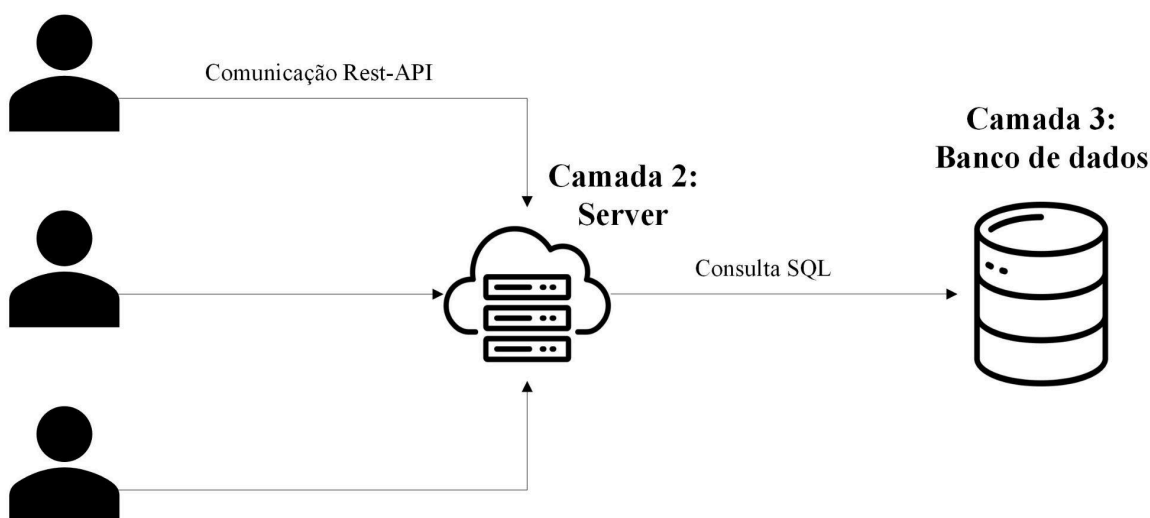 Comunicação Rest-API
Camada 2:
Server
Consulta SQL
Camada 3:
Banco de dados